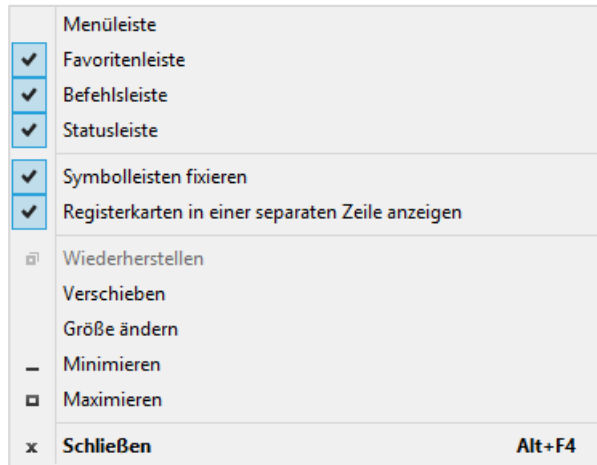 Menüleiste
Favoritenleiste
Befehlsleiste
Statusleiste
Symbolleisten fixieren
Registerkarten in einer separaten Zeile anzeigen
Wiederherstellen
Verschieben
Größe ändern
Minimieren
Maximieren
Schließen Alt+F4